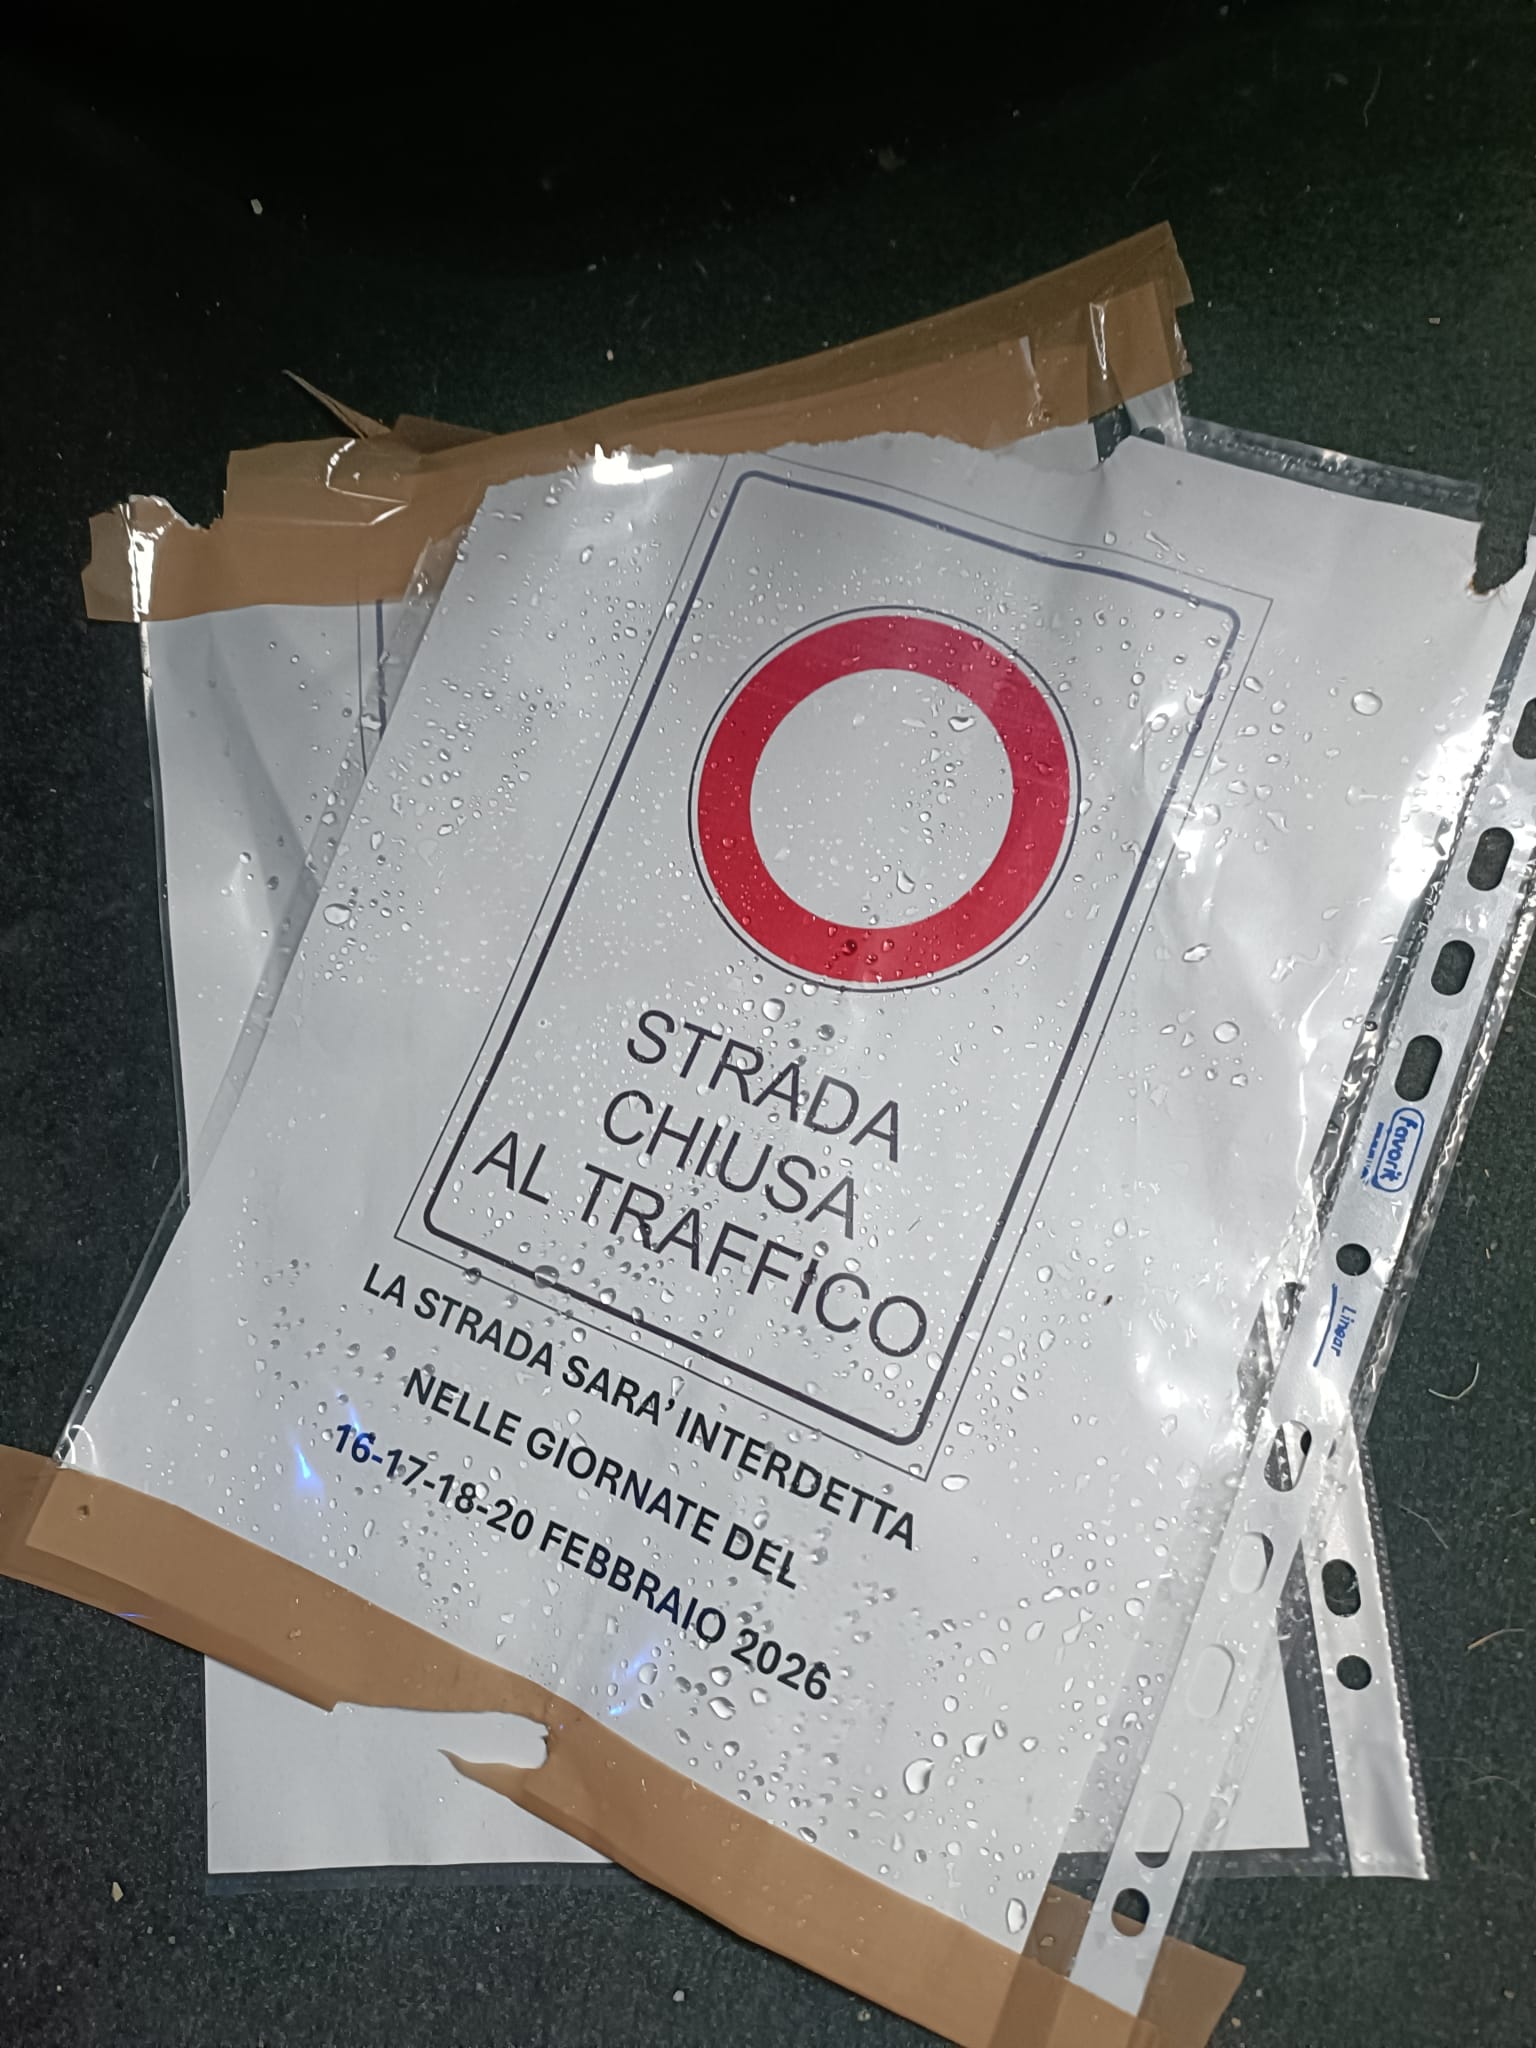 STRADA
CHIUSA
AL TRAFFICO
LA STRADA SARA' INTERDETTA
NELLE GIORNATE DEL
16-17-18-20 FEBBRAIO 2026
Favorit
Linear